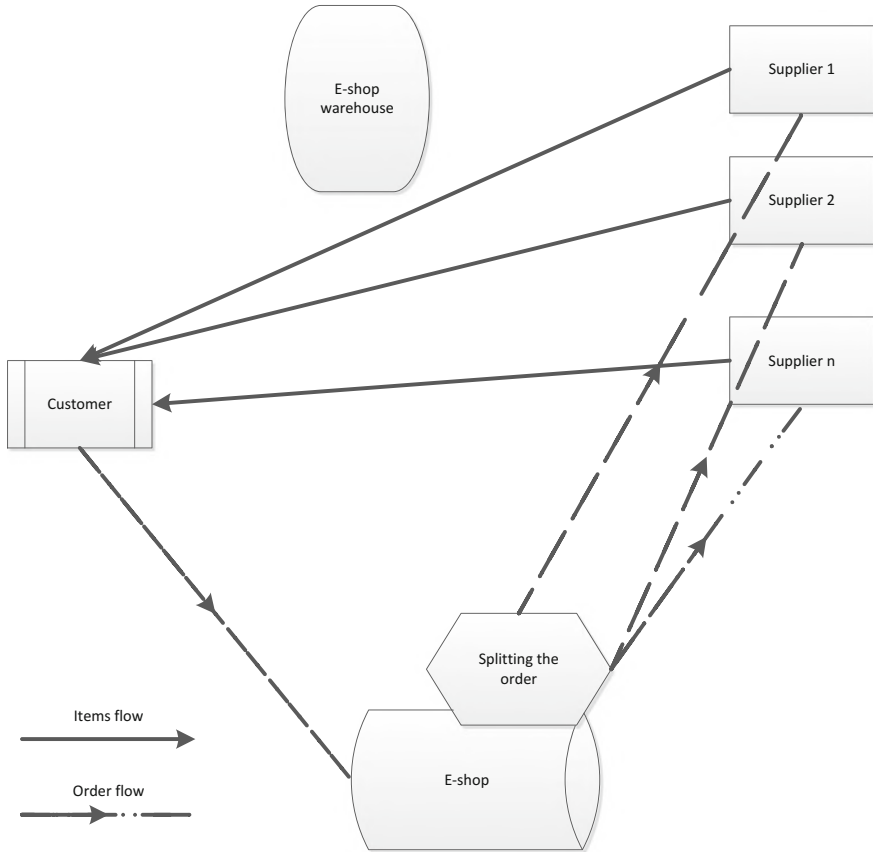 E-shop
warehouse
Supplier 1
Supplier 2
Supplier n
Customer
Splitting the
order
E-shop
Items flow
Order flow